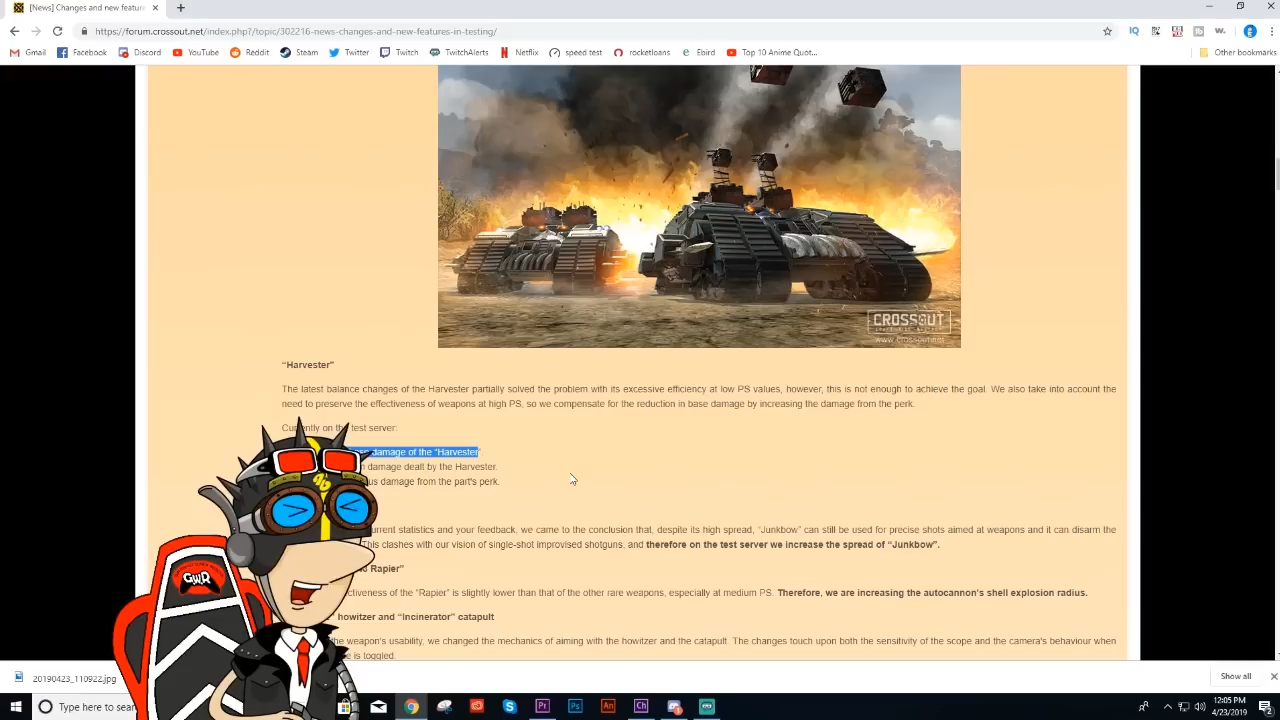 [News] Changes and new feature
https://forum.crossout.net/index.php?/topic/302216-news-changes-and-new-features-in-testing/
Gmail Facebook Discord YouTube Reddit Steam Twitter Twitch TwitchAlerts Netflix speed test rocketloans Ebird Top 10 Anime Quot... Other bookmarks
CROSSOUT
www.crossout.net
“Harvester”
The latest balance changes of the Harvester partially solved the problem with its excessive efficiency at low PS values, however, this is not enough to achieve the goal. We also take into account the
need to preserve the effectiveness of weapons at high PS, so we compensate for the reduction in base damage by increasing the damage from the perk.
Currently on the test server:
damage of the “Harvester”
damage dealt by the Harvester.
damage from the part's perk.
current statistics and your feedback, we came to the conclusion that, despite its high spread, “Junkbow” can still be used for precise shots aimed at weapons and it can disarm the
This clashes with our vision of single-shot improvised shotguns, and therefore on the test server we increase the spread of “Junkbow”.
Rapier”
of the “Rapier” is slightly lower than that of the other rare weapons, especially at medium PS. Therefore, we are increasing the autocannon's shell explosion radius.
howitzer and “Incinerator” catapult
the weapon's usability, we changed the mechanics of aiming with the howitzer and the catapult. The changes touch upon both the sensitivity of the scope and the camera's behaviour when
is toggled.
GWR
20190423_110922.jpg
Show all
Type here to sear
12:05 PM
4/23/2019